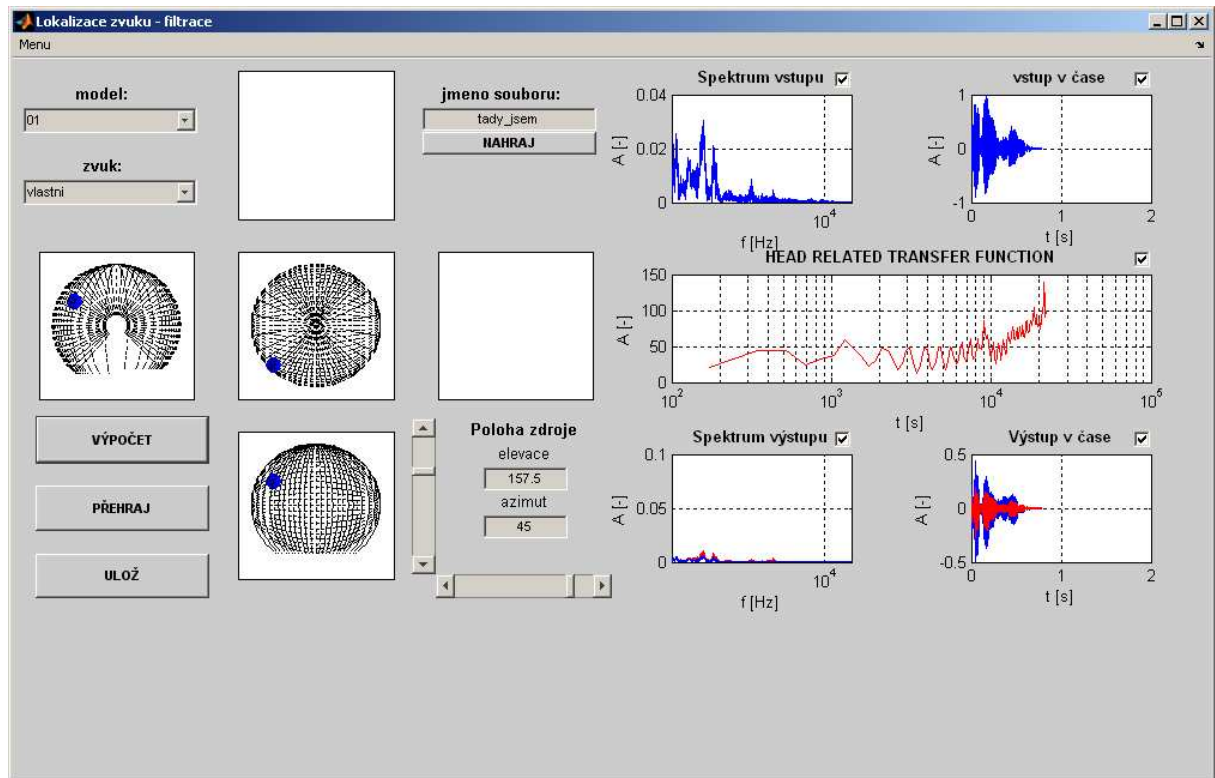 Lokalizace zvuku - filtrace
Menu
model:
01
zvuk:
vlastni
jmeno souboru:
tady_jsem
NAHRAJ
Spektrum vstupu
0.04
0.02
0
A [-]
10^4
f [Hz]
vstup v čase
1
0
-1
A [-]
0 1 2
t [s]
HEAD RELATED TRANSFER FUNCTION
150
100
50
0
A [-]
10^2 10^3 10^4 10^5
t [s]
VÝPOČET
PŘEHRAJ
ULOŽ
Poloha zdroje
elevace
157.5
azimut
45
Spektrum výstupu
0.1
0.05
0
A [-]
10^4
f [Hz]
Výstup v čase
0.5
0
-0.5
A [-]
0 1 2
t [s]